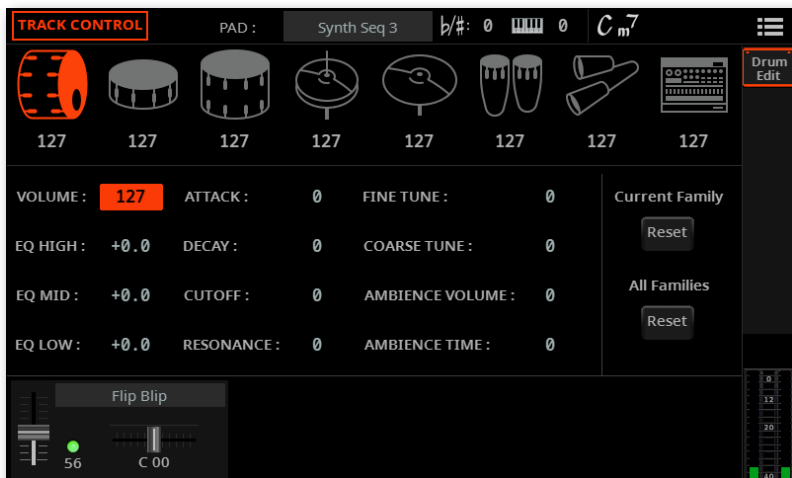 TRACK CONTROL PAD : Synth Seq 3 b/#: 0 0 C m7
Drum
Edit
127 127 127 127 127 127 127 127
VOLUME : 127 ATTACK : 0 FINE TUNE : 0 Current Family
EQ HIGH : +0.0 DECAY : 0 COARSE TUNE : 0 Reset
EQ MID : +0.0 CUTOFF : 0 AMBIENCE VOLUME : 0 All Families
EQ LOW : +0.0 RESONANCE : 0 AMBIENCE TIME : 0 Reset
Flip Blip
56 C 00
0
12
20
40